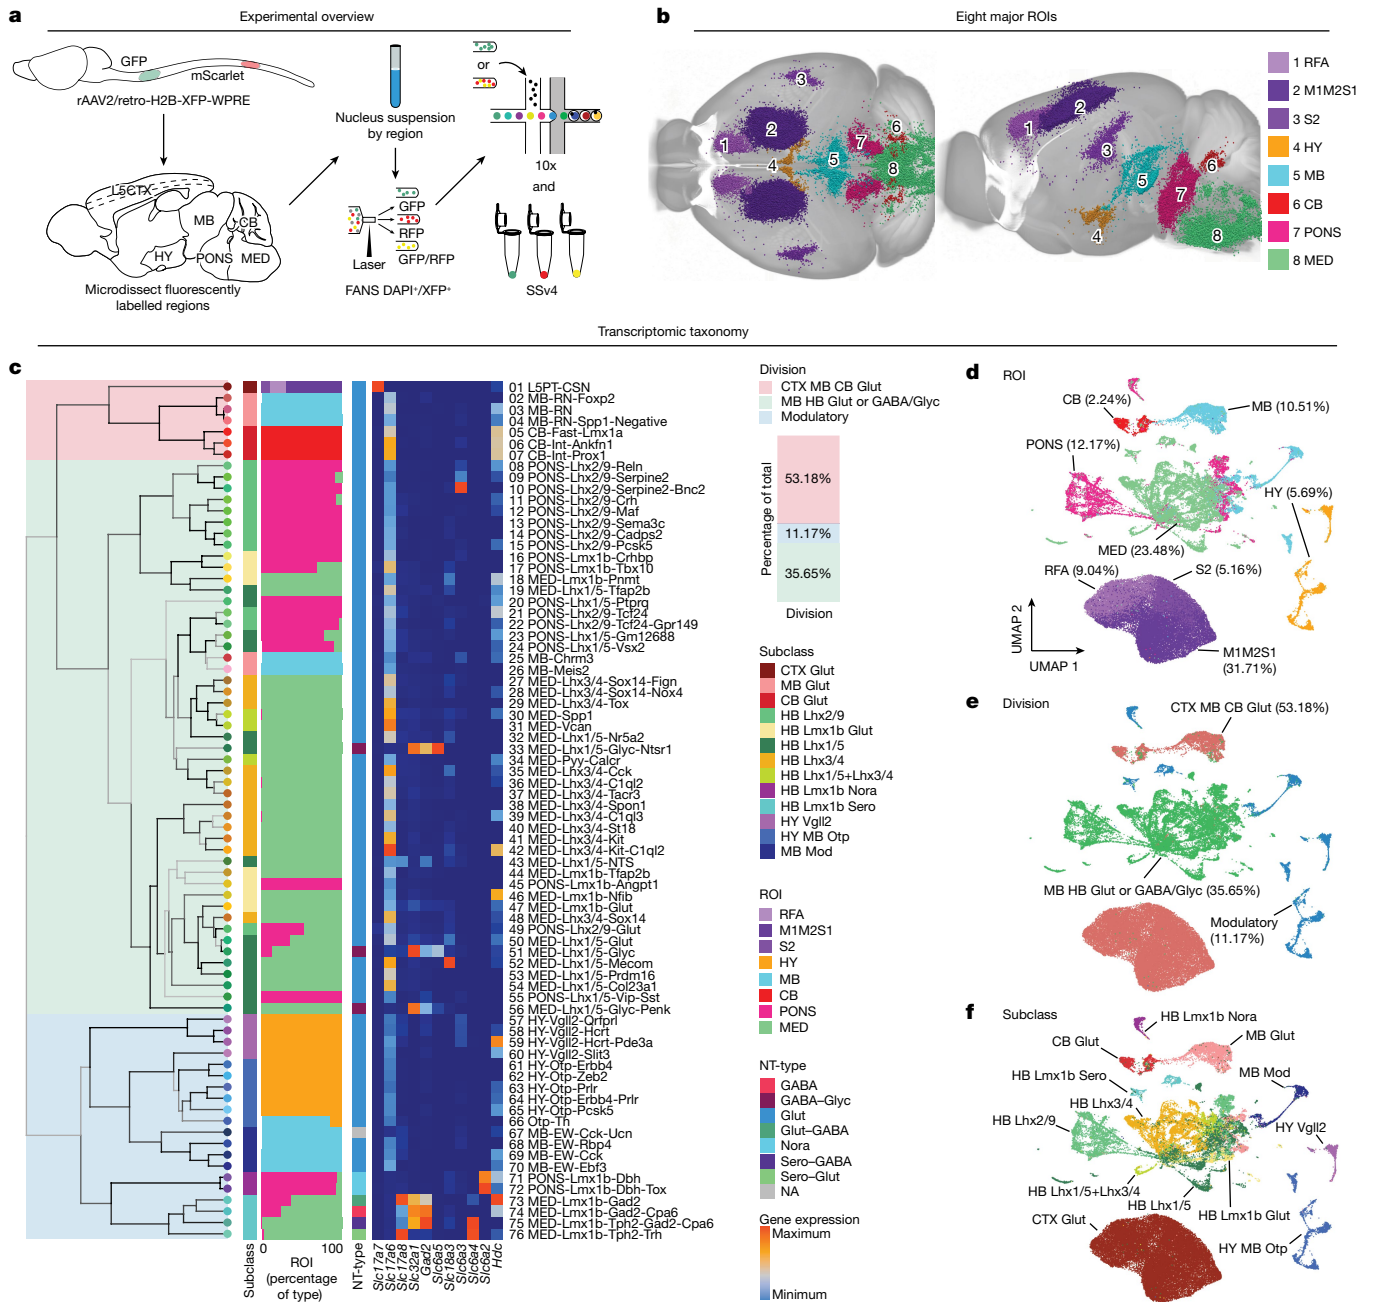 a
Experimental overview
GFP
mScarlet
rAAV2/retro-H2B-XFP-WPRE
L5CTX
MB
CB
HY
PONS
MED
Microdissect fluorescently
labelled regions
Nucleus suspension
by region
GFP
RFP
GFP/RFP
Laser
FANS DAPI⁺/XFP⁺
or
10x
and
SSv4
b
Eight major ROIs
1
2
3
4
5
6
7
8
1
2
3
4
5
6
7
8
1 RFA
2 M1M2S1
3 S2
4 HY
5 MB
6 CB
7 PONS
8 MED
Transcriptomic taxonomy
c
01 L5PT-CSN
02 MB-RN-Foxp2
03 MB-RN
04 MB-RN-Spp1-Negative
05 CB-Fast-Lmx1a
06 CB-Int-Ankfn1
07 CB-Int-Prox1
08 PONS-Lhx2/9-Reln
09 PONS-Lhx2/9-Serpine2
10 PONS-Lhx2/9-Serpine2-Bnc2
11 PONS-Lhx2/9-Crh
12 PONS-Lhx2/9-Maf
13 PONS-Lhx2/9-Sema3c
14 PONS-Lhx2/9-Cadps2
15 PONS-Lhx2/9-Pcsk5
16 PONS-Lmx1b-Crhbp
17 PONS-Lmx1b-Tbx10
18 MED-Lmx1b-Pnmt
19 MED-Lhx1/5-Tfap2b
20 PONS-Lhx1/5-Ptprq
21 PONS-Lhx2/9-Tcf24
22 PONS-Lhx2/9-Tcf24-Gpr149
23 PONS-Lhx1/5-Gm12688
24 PONS-Lhx1/5-Vsx2
25 MB-Chrm3
26 MB-Meis2
27 MED-Lhx3/4-Sox14-Fign
28 MED-Lhx3/4-Sox14-Nox4
29 MED-Lhx3/4-Tox
30 MED-Spp1
31 MED-Vcan
32 MED-Lhx1/5-Nr5a2
33 MED-Lhx1/5-Glyc-Ntsr1
34 MED-Pyy-Calcr
35 MED-Lhx3/4-Cck
36 MED-Lhx3/4-C1ql2
37 MED-Lhx3/4-Tacr3
38 MED-Lhx3/4-Spon1
39 MED-Lhx3/4-C1ql3
40 MED-Lhx3/4-St18
41 MED-Lhx3/4-Kit
42 MED-Lhx3/4-Kit-C1ql2
43 MED-Lhx1/5-NTS
44 MED-Lmx1b-Tfap2b
45 PONS-Lmx1b-Angpt1
46 MED-Lmx1b-Nfib
47 MED-Lmx1b-Glut
48 MED-Lhx3/4-Sox14
49 PONS-Lhx2/9-Glut
50 MED-Lhx1/5-Glut
51 MED-Lhx1/5-Glyc
52 MED-Lhx1/5-Mecom
53 MED-Lhx1/5-Prdm16
54 MED-Lhx1/5-Col23a1
55 PONS-Lhx1/5-Vip-Sst
56 MED-Lhx1/5-Glyc-Penk
57 HY-Vgll2-Qrfprl
58 HY-Vgll2-Hcrt
59 HY-Vgll2-Hcrt-Pde3a
60 HY-Vgll2-Slit3
61 HY-Otp-Erbb4
62 HY-Otp-Zeb2
63 HY-Otp-Prlr
64 HY-Otp-Erbb4-Prlr
65 HY-Otp-Pcsk5
66 Otp-Th
67 MB-EW-Cck-Ucn
68 MB-EW-Rbp4
69 MB-EW-Cck
70 MB-EW-Ebf3
71 PONS-Lmx1b-Dbh
72 PONS-Lmx1b-Dbh-Tox
73 MED-Lmx1b-Gad2
74 MED-Lmx1b-Gad2-Cpa6
75 MED-Lmx1b-Tph2-Gad2-Cpa6
76 MED-Lmx1b-Tph2-Trh
Subclass
0
100
ROI
(percentage
of type)
NT-type
Slc17a7
Slc17a6
Slc17a8
Slc32a1
Gad2
Slc6a5
Slc18a3
Slc6a3
Slc6a4
Slc6a2
Hdc
Division
CTX MB CB Glut
MB HB Glut or GABA/Glyc
Modulatory
Percentage of total
53.18%
11.17%
35.65%
Division
Subclass
CTX Glut
MB Glut
CB Glut
HB Lhx2/9
HB Lmx1b Glut
HB Lhx1/5
HB Lhx3/4
HB Lhx1/5+Lhx3/4
HB Lmx1b Nora
HB Lmx1b Sero
HY Vgll2
HY MB Otp
MB Mod
ROI
RFA
M1M2S1
S2
HY
MB
CB
PONS
MED
NT-type
GABA
GABA–Glyc
Glut
Glut–GABA
Nora
Sero–GABA
Sero–Glut
NA
Gene expression
Maximum
Minimum
d
ROI
CB (2.24%)
MB (10.51%)
PONS (12.17%)
HY (5.69%)
MED (23.48%)
RFA (9.04%)
S2 (5.16%)
M1M2S1
(31.71%)
UMAP 2
UMAP 1
e
Division
CTX MB CB Glut (53.18%)
MB HB Glut or GABA/Glyc (35.65%)
Modulatory
(11.17%)
f
Subclass
HB Lmx1b Nora
CB Glut
MB Glut
HB Lmx1b Sero
MB Mod
HB Lhx3/4
HB Lhx2/9
HY Vgll2
HB Lhx1/5+Lhx3/4
HB Lhx1/5
HB Lmx1b Glut
CTX Glut
HY MB Otp